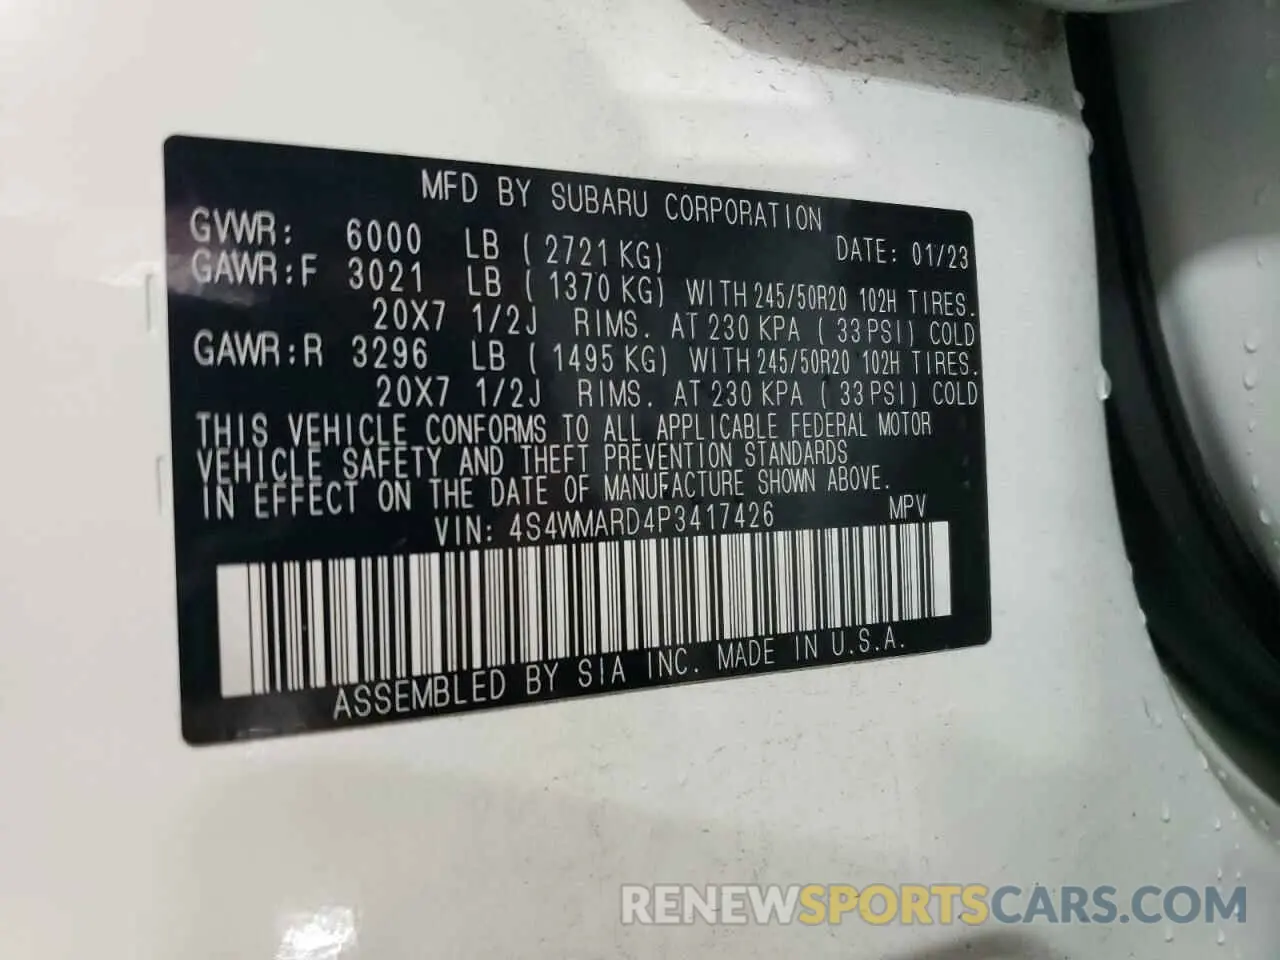 MFD BY SUBARU CORPORATION
GVWR: 6000 LB ( 2721 KG) DATE: 01/23
GAWR:F 3021 LB ( 1370 KG) WITH 245/50R20 102H TIRES.
20X7 1/2J RIMS. AT 230 KPA ( 33 PSI) COLD
GAWR:R 3296 LB ( 1495 KG) WITH 245/50R20 102H TIRES.
20X7 1/2J RIMS. AT 230 KPA ( 33 PSI) COLD
THIS VEHICLE CONFORMS TO ALL APPLICABLE FEDERAL MOTOR
VEHICLE SAFETY AND THEFT PREVENTION STANDARDS
IN EFFECT ON THE DATE OF MANUFACTURE SHOWN ABOVE.
VIN: 4S4WMARD4P3417426 MPV
ASSEMBLED BY SIA INC. MADE IN U.S.A.
RENEWSPORTSCARS.COM